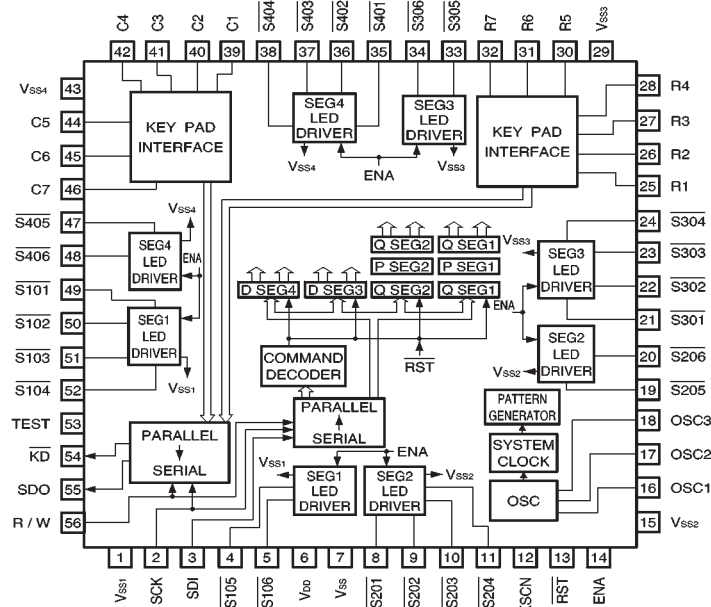 C4 C3 C2 C1 S404 S403 S402 S401 S306 S305 R7 R6 R5 VSS3
42 41 40 39 38 37 36 35 34 33 32 31 30 29
VSS4 43
C5 44
C6 45
C7 46
S405 47
S406 48
S101 49
S102 50
S103 51
S104 52
TEST 53
KD 54
SDO 55
R / W 56
KEY PAD
INTERFACE
SEG4
LED
DRIVER
VSS4
SEG3
LED
DRIVER
VSS3
ENA
KEY PAD
INTERFACE
28 R4
27 R3
26 R2
25 R1
24 S304
23 S303
22 S302
21 S301
20 S206
19 S205
18 OSC3
17 OSC2
16 OSC1
15 VSS2
VSS4
SEG4
LED
DRIVER
ENA
SEG1
LED
DRIVER
VSS1
Q SEG2 Q SEG1
P SEG2 P SEG1
D SEG4 D SEG3 Q SEG2 Q SEG1
VSS3
SEG3
LED
DRIVER
ENA
SEG2
LED
DRIVER
VSS2
COMMAND
DECODER
RST
PARALLEL
SERIAL
PARALLEL
SERIAL
PATTERN
GENERATOR
SYSTEM
CLOCK
OSC
ENA
VSS1
SEG1
LED
DRIVER
SEG2
LED
DRIVER
VSS2
1 2 3 4 5 6 7 8 9 10 11 12 13 14
VSS1 SCK SDI S105 S106 VDD VSS S201 S202 S203 S204 KSCN RST ENA